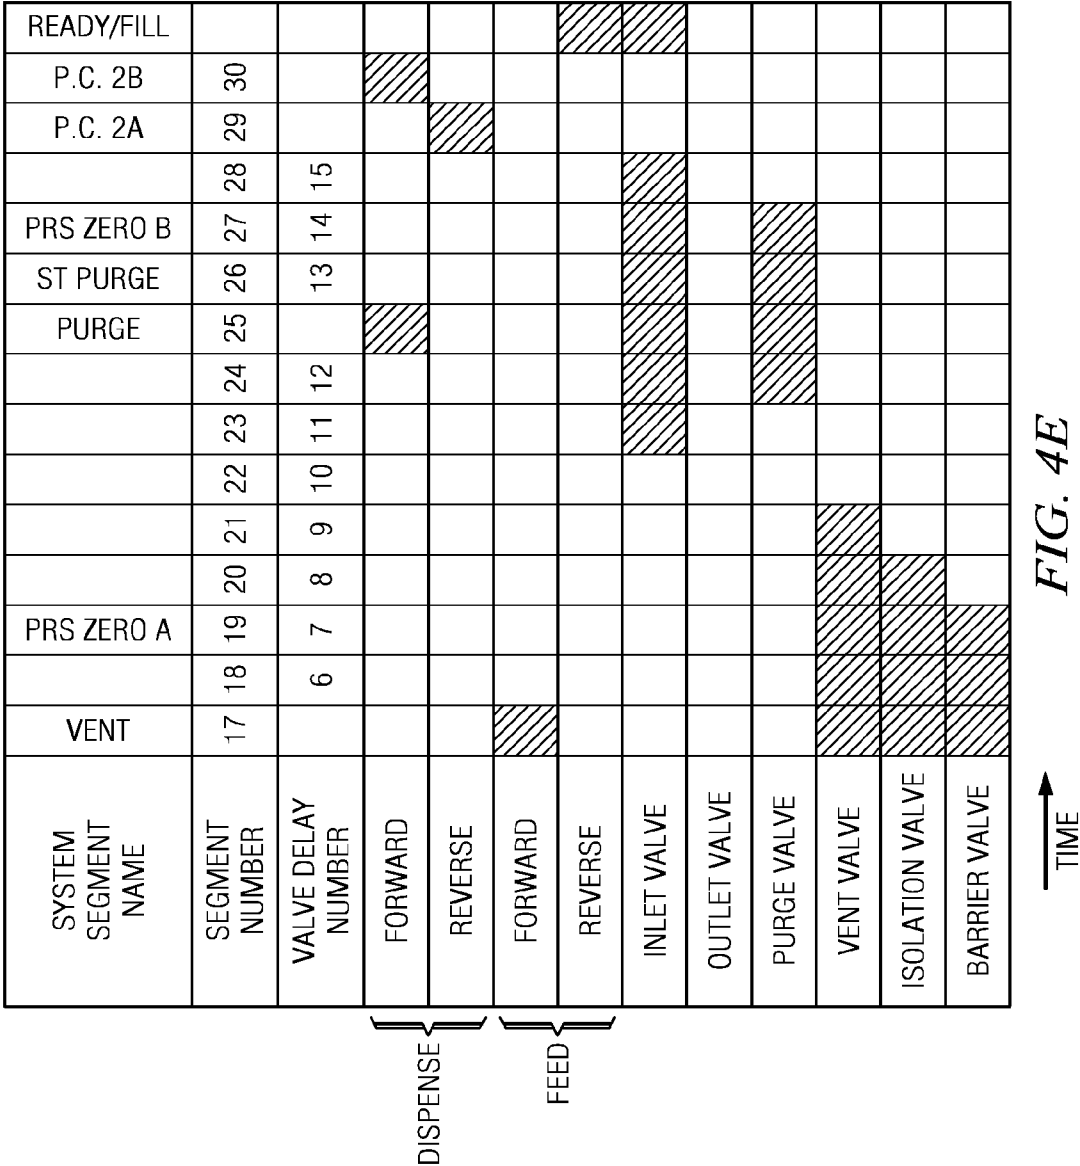 READY/FILL
P.C. 2B
30
P.C. 2A
29
28
15
PRS ZERO B
27
14
ST PURGE
26
13
PURGE
25
24
12
23
11
22
10
21
9
20
8
PRS ZERO A
19
7
18
6
VENT
17
SYSTEM
SEGMENT
NAME
SEGMENT
NUMBER
VALVE DELAY
NUMBER
FORWARD
REVERSE
FORWARD
REVERSE
INLET VALVE
OUTLET VALVE
PURGE VALVE
VENT VALVE
ISOLATION VALVE
BARRIER VALVE
DISPENSE
FEED
TIME
FIG. 4E